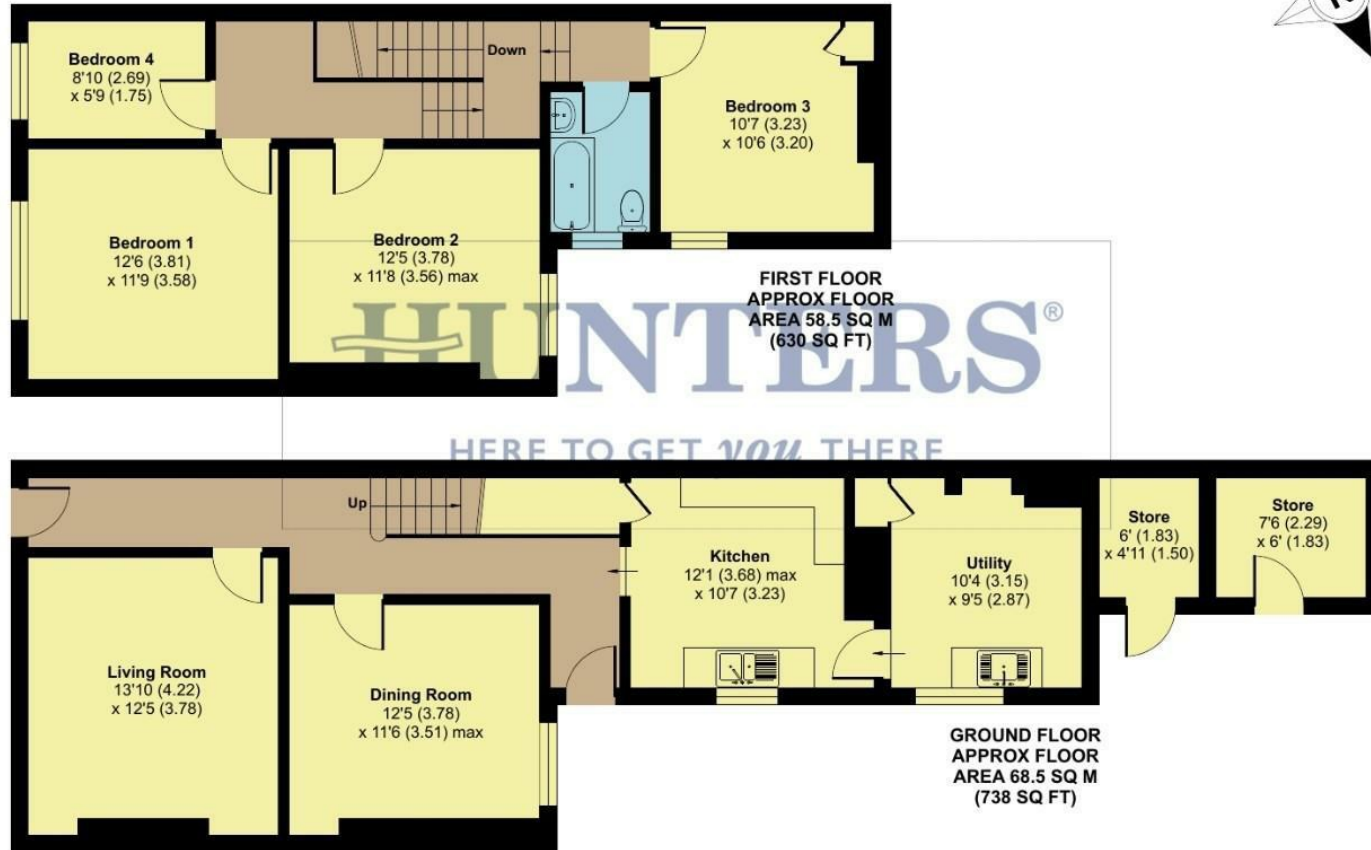 Bedroom 4
8'10 (2.69)
x 5'9 (1.75)
Down
Bedroom 3
10'7 (3.23)
x 10'6 (3.20)
Bedroom 1
12'6 (3.81)
x 11'9 (3.58)
Bedroom 2
12'5 (3.78)
x 11'8 (3.56) max
FIRST FLOOR
APPROX FLOOR
AREA 58.5 SQ M
(630 SQ FT)
HUNTERS®
HERE TO GET you THERE
Up
Kitchen
12'1 (3.68) max
x 10'7 (3.23)
Utility
10'4 (3.15)
x 9'5 (2.87)
Store
6' (1.83)
x 4'11 (1.50)
Store
7'6 (2.29)
x 6' (1.83)
Living Room
13'10 (4.22)
x 12'5 (3.78)
Dining Room
12'5 (3.78)
x 11'6 (3.51) max
GROUND FLOOR
APPROX FLOOR
AREA 68.5 SQ M
(738 SQ FT)